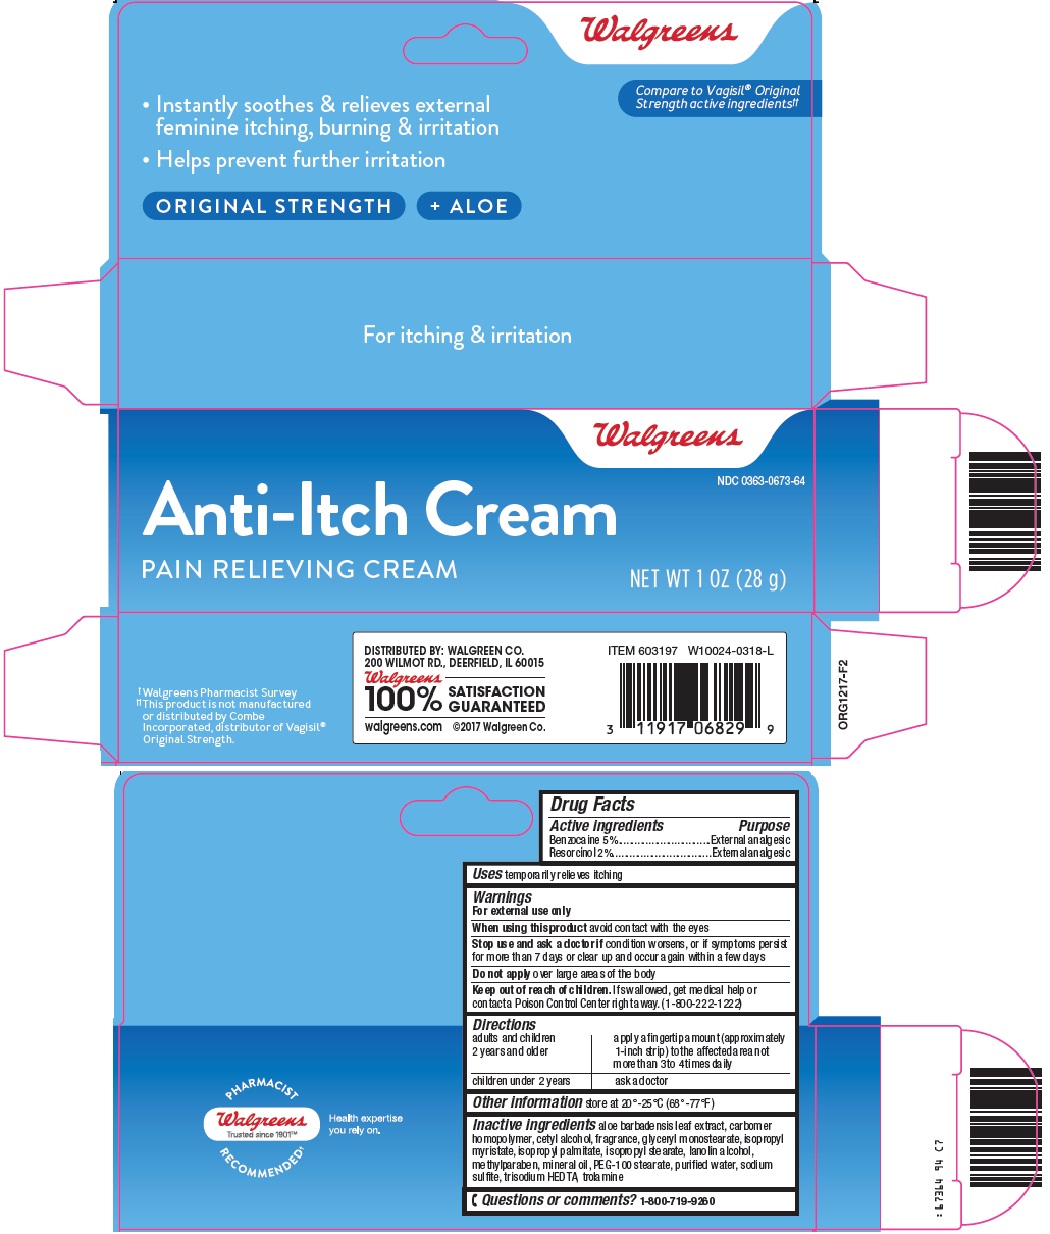 Walgreens
Compare to Vagisil® Original
Strength active ingredients††
• Instantly soothes & relieves external
feminine itching, burning & irritation
• Helps prevent further irritation
ORIGINAL STRENGTH + ALOE
For itching & irritation
Walgreens
NDC 0363-0673-64
Anti-Itch Cream
PAIN RELIEVING CREAM
NET WT 1 OZ (28 g)
†Walgreens Pharmacist Survey
††This product is not manufactured
or distributed by Combe
Incorporated, distributor of Vagisil®
Original Strength.
DISTRIBUTED BY: WALGREEN CO.
200 WILMOT RD., DEERFIELD, IL 60015
Walgreens
100% SATISFACTION
GUARANTEED
walgreens.com ©2017 Walgreen Co.
ITEM 603197 W10024-0318-L
3 11917 06829 9
ORG1217-F2
Drug Facts
Active ingredients Purpose
Benzocaine 5%..............................External analgesic
Resorcinol 2%................................External analgesic
Uses temporarily relieves itching
Warnings
For external use only
When using this product avoid contact with the eyes
Stop use and ask a doctor if condition worsens, or if symptoms persist
for more than 7 days or clear up and occur again within a few days
Do not apply over large areas of the body
Keep out of reach of children. If swallowed, get medical help or
contact a Poison Control Center right away. (1-800-222-1222)
Directions
adults and children
2 years and older
apply a fingertip amount (approximately
1-inch strip) to the affected area not
more than 3 to 4 times daily
children under 2 years ask a doctor
Other information store at 20°-25°C (68°-77°F)
Inactive ingredients aloe barbadensis leaf extract, carbomer
homopolymer, cetyl alcohol, fragrance, glyceryl monostearate, isopropyl
myristate, isopropyl palmitate, isopropyl stearate, lanolin alcohol,
methylparaben, mineral oil, PEG-100 stearate, purified water, sodium
sulfite, trisodium HEDTA, trolamine
Questions or comments? 1-800-719-9260
PHARMACIST
Walgreens
Trusted since 1901™
RECOMMENDED†
Health expertise
you rely on.
: 67364 94 C7